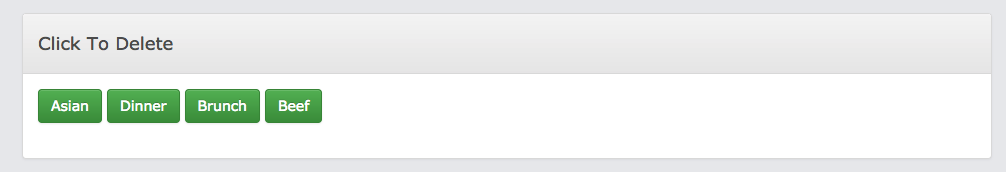 Click To Delete
Asian Dinner Brunch Beef